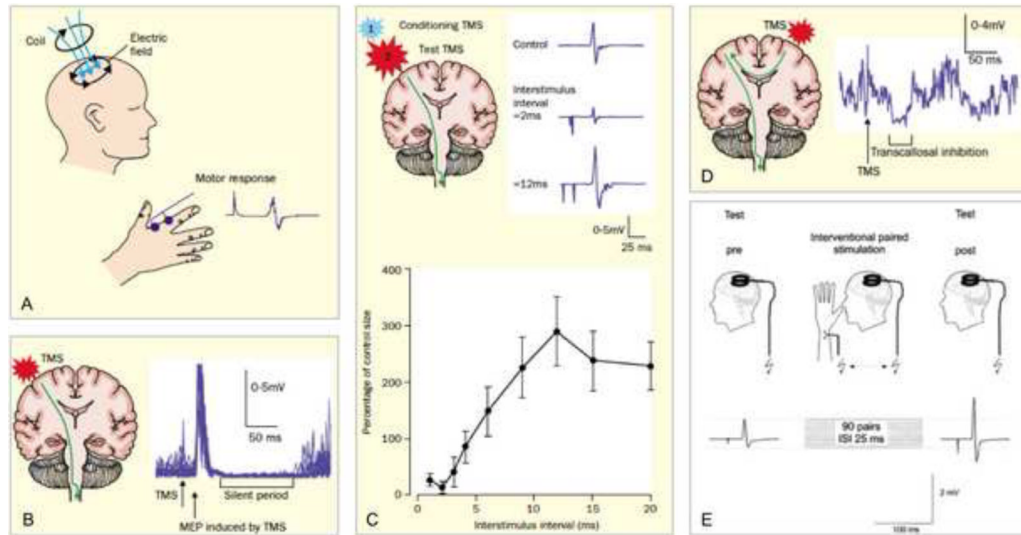 Coil
Electric
field
Motor response
A
TMS
0-5mV
50 ms
TMS
Silent period
MEP induced by TMS
B
1
Conditioning TMS
2
Test TMS
Control
Interstimulus
interval
=2ms
=12ms
0-5mV
25 ms
Percentage of control size
400
300
200
100
0
0
5
10
15
20
Interstimulus interval (ms)
C
TMS
0-4mV
50 ms
Transcallosal inhibition
TMS
D
Test
Test
pre
Interventional paired
stimulation
post
90 pairs
ISI 25 ms
2 mV
100 ms
E